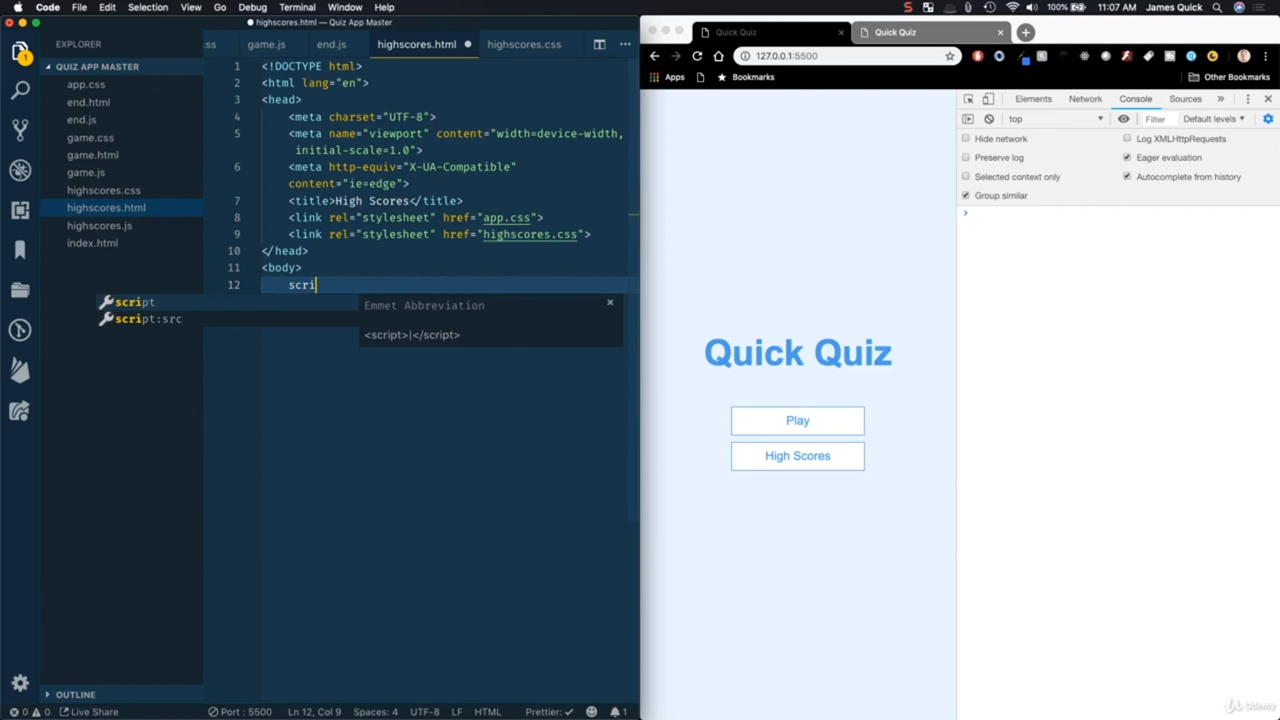 Code File Edit Selection View Go Debug Terminal Window Help
100% 11:07 AM James Quick
highscores.html — Quiz App Master
EXPLORER
MASTER
app.css
end.html
end.js
game.css
game.html
game.js
highscores.css
highscores.html
highscores.js
index.html
OUTLINE
1
ss game.js end.js highscores.html highscores.css
1 <!DOCTYPE html>
2 <html lang="en">
3 <head>
4 <meta charset="UTF-8">
5 <meta name="viewport" content="width=device-width,
initial-scale=1.0">
6 <meta http-equiv="X-UA-Compatible"
content="ie=edge">
7 <title>High Scores</title>
8 <link rel="stylesheet" href="app.css">
9 <link rel="stylesheet" href="highscores.css">
10 </head>
11 <body>
12 scri
script
script:src
Emmet Abbreviation
<script>|</script>
0 0 Live Share Port : 5500 Ln 12, Col 9 Spaces: 4 UTF-8 LF HTML Prettier: 1
Quick Quiz Quick Quiz
127.0.0.1:5500
Apps Bookmarks Other Bookmarks
Quick Quiz
Play
High Scores
Elements Network Console Sources
top Filter Default levels
Hide network Log XMLHttpRequests
Preserve log Eager evaluation
Selected context only Autocomplete from history
Group similar
Udemy